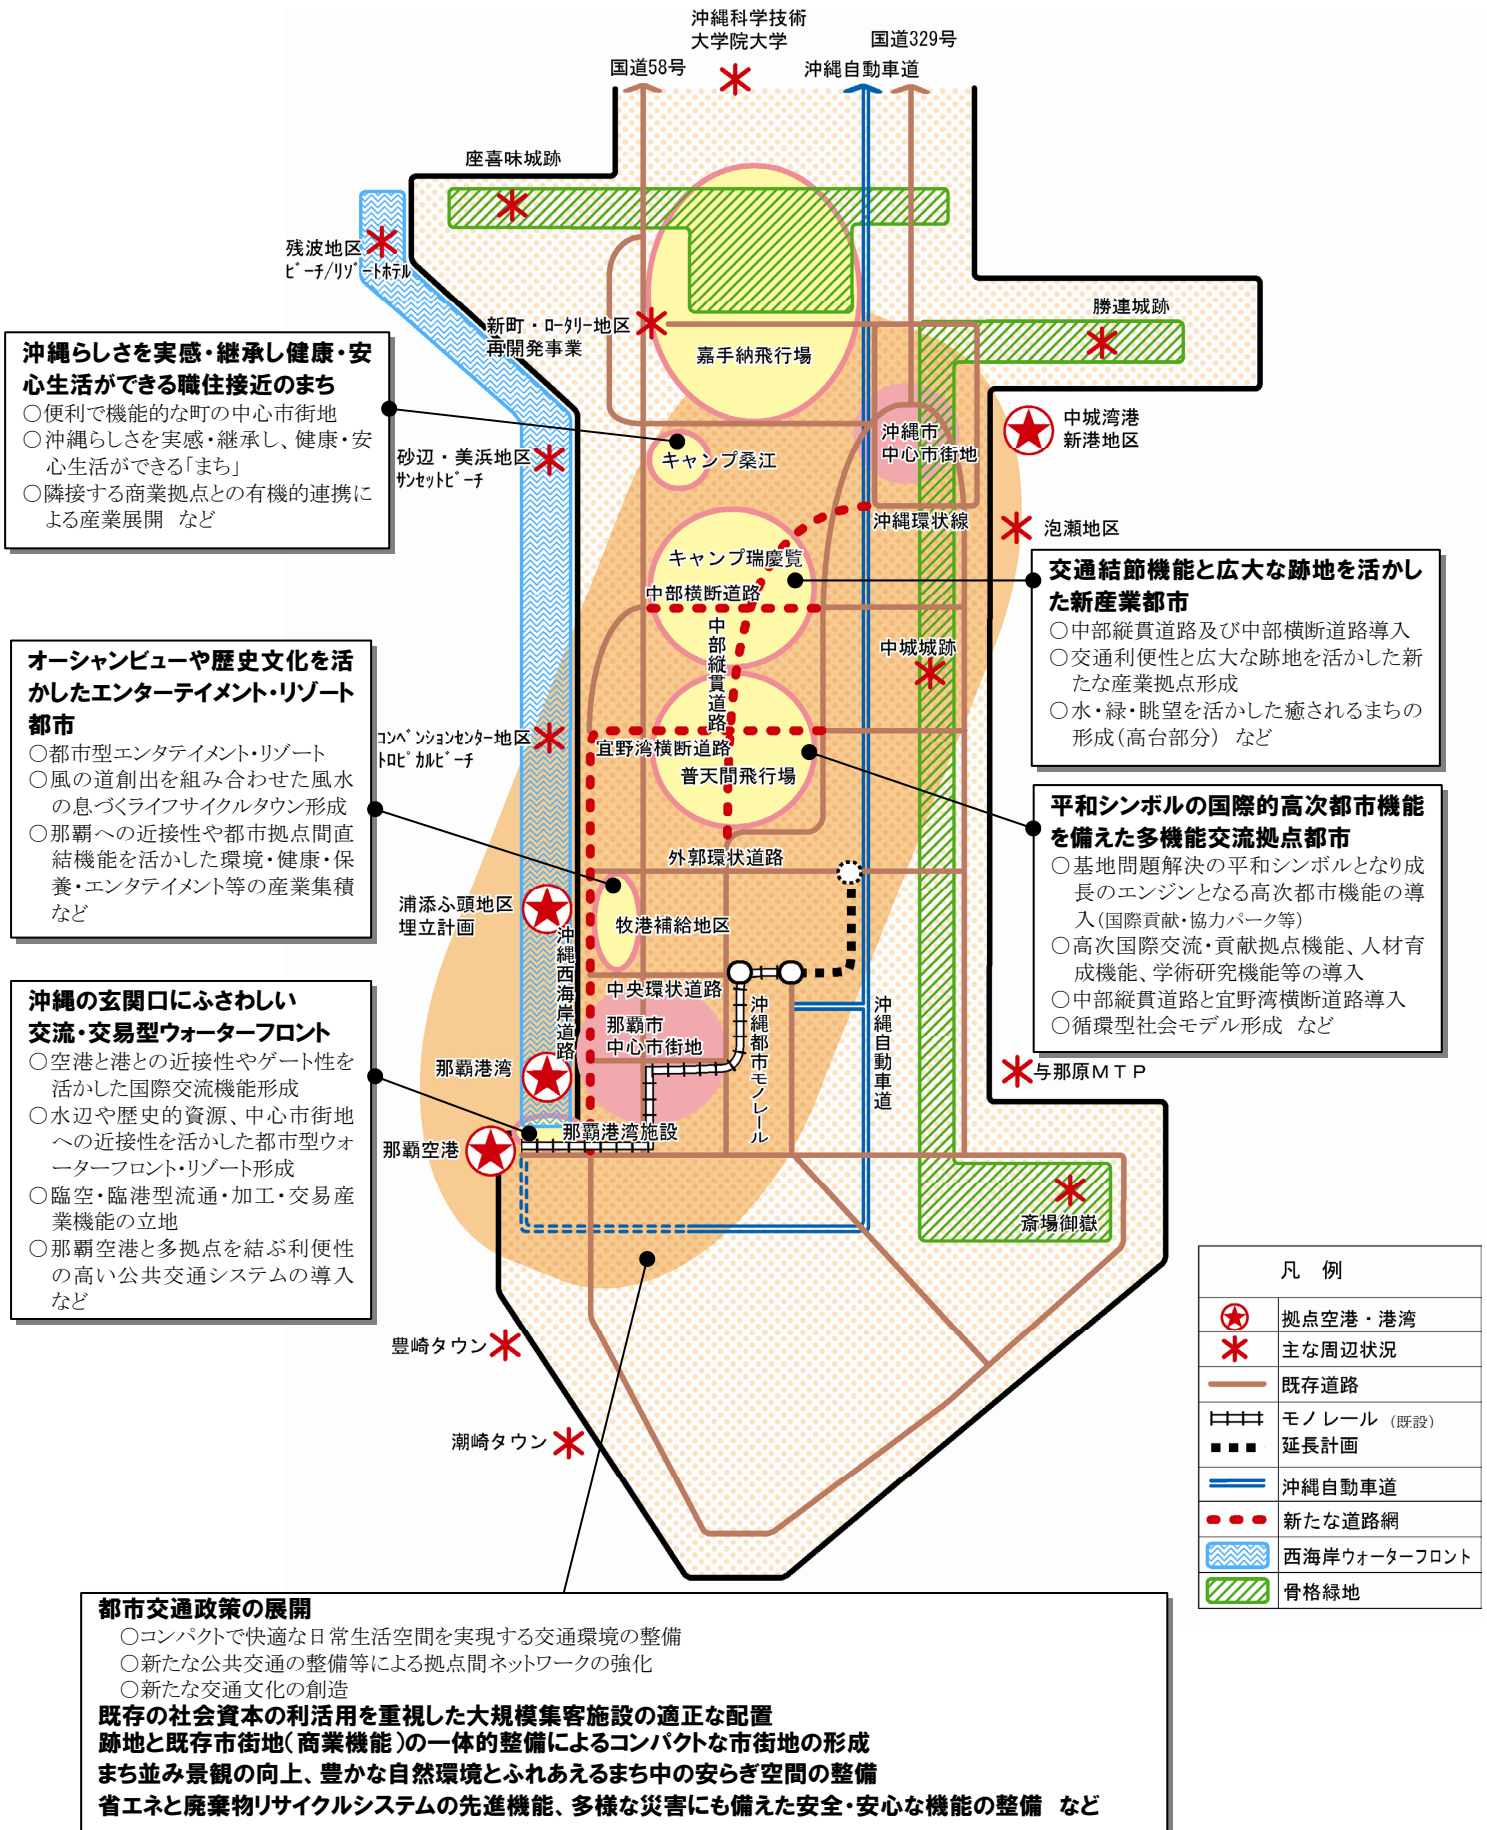 沖縄科学技術
大学院大学
国道58号
沖縄自動車道
国道329号
座喜味城跡
残波地区
ﾋﾞｰﾁ/ﾘｿﾞｰﾄﾎﾃﾙ
新町・ﾛｰﾀﾘｰ地区
再開発事業
嘉手納飛行場
勝連城跡
沖縄らしさを実感・継承し健康・安
心生活ができる職住接近のまち
○便利で機能的な町の中心市街地
○沖縄らしさを実感・継承し、健康・安
心生活ができる「まち」
○隣接する商業拠点との有機的連携に
よる産業展開 など
砂辺・美浜地区
ｻﾝｾｯﾄﾋﾞｰﾁ
キャンプ桑江
沖縄市
中心市街地
中城湾港
新港地区
沖縄環状線
泡瀬地区
キャンプ瑞慶覧
中部横断道路
中部縦貫道路
中城城跡
交通結節機能と広大な跡地を活かし
た新産業都市
○中部縦貫道路及び中部横断道路導入
○交通利便性と広大な跡地を活かした新
たな産業拠点形成
○水・緑・眺望を活かした癒されるまちの
形成(高台部分) など
オーシャンビューや歴史文化を活
かしたエンターテイメント・リゾート
都市
○都市型エンタテイメント・リゾート
○風の道創出を組み合わせた風水
の息づくライフサイクルタウン形成
○那覇への近接性や都市拠点間直
結機能を活かした環境・健康・保
養・エンタテイメント等の産業集積
など
ｺﾝﾍﾞﾝｼｮﾝｾﾝﾀｰ地区
ﾄﾛﾋﾟｶﾙﾋﾞｰﾁ
宜野湾横断道路
普天間飛行場
平和シンボルの国際的高次都市機能
を備えた多機能交流拠点都市
○基地問題解決の平和シンボルとなり成
長のエンジンとなる高次都市機能の導
入(国際貢献・協力パーク等)
○高次国際交流・貢献拠点機能、人材育
成機能、学術研究機能等の導入
○中部縦貫道路と宜野湾横断道路導入
○循環型社会モデル形成 など
外郭環状道路
浦添ふ頭地区
埋立計画
牧港補給地区
沖縄西海岸道路
中央環状道路
那覇市
中心市街地
沖縄都市モノレール
沖縄自動車道
沖縄の玄関口にふさわしい
交流・交易型ウォーターフロント
○空港と港との近接性やゲート性を
活かした国際交流機能形成
○水辺や歴史的資源、中心市街地
への近接性を活かした都市型ウォ
ーターフロント・リゾート形成
○臨空・臨港型流通・加工・交易産
業機能の立地
○那覇空港と多拠点を結ぶ利便性
の高い公共交通システムの導入
など
那覇港湾
与那原ＭＴＰ
那覇港湾施設
那覇空港
斎場御嶽
豊崎タウン
潮崎タウン
凡 例
拠点空港・港湾
主な周辺状況
既存道路
モノレール (既設)
延長計画
沖縄自動車道
新たな道路網
西海岸ウォーターフロント
骨格緑地
都市交通政策の展開
○コンパクトで快適な日常生活空間を実現する交通環境の整備
○新たな公共交通の整備等による拠点間ネットワークの強化
○新たな交通文化の創造
既存の社会資本の利活用を重視した大規模集客施設の適正な配置
跡地と既存市街地(商業機能)の一体的整備によるコンパクトな市街地の形成
まち並み景観の向上、豊かな自然環境とふれあえるまち中の安らぎ空間の整備
省エネと廃棄物リサイクルシステムの先進機能、多様な災害にも備えた安全・安心な機能の整備 など